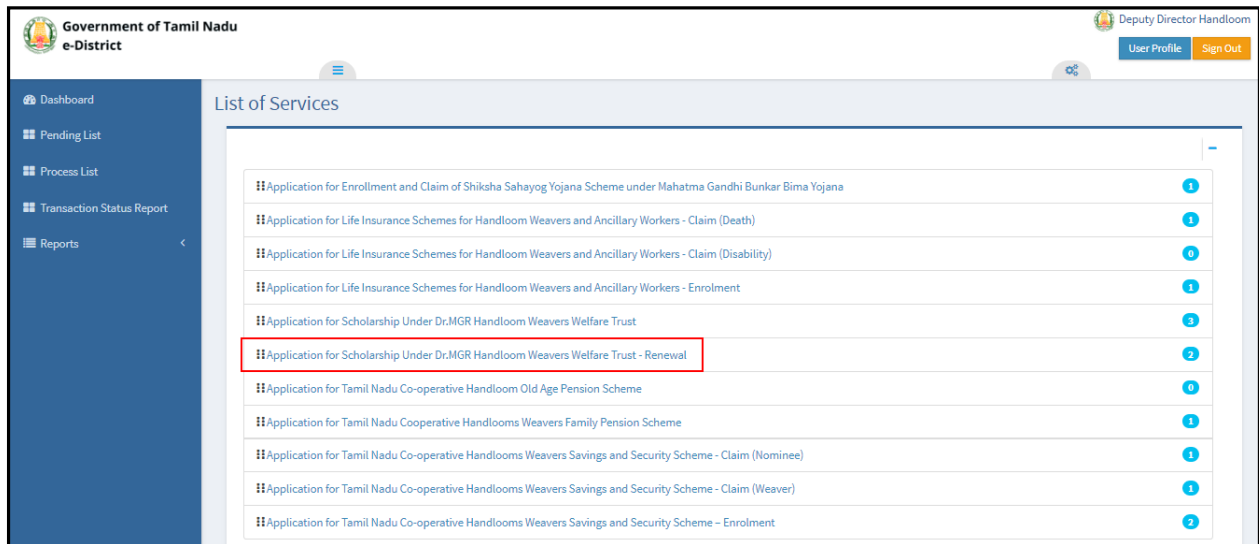 Government of Tamil Nadu
e-District
Deputy Director Handloom
User Profile
Sign Out
Dashboard
Pending List
Process List
Transaction Status Report
Reports
List of Services
Application for Enrollment and Claim of Shiksha Sahayog Yojana Scheme under Mahatma Gandhi Bunkar Bima Yojana 1
Application for Life Insurance Schemes for Handloom Weavers and Ancillary Workers - Claim (Death) 1
Application for Life Insurance Schemes for Handloom Weavers and Ancillary Workers - Claim (Disability) 0
Application for Life Insurance Schemes for Handloom Weavers and Ancillary Workers - Enrolment 1
Application for Scholarship Under Dr.MGR Handloom Weavers Welfare Trust 3
Application for Scholarship Under Dr.MGR Handloom Weavers Welfare Trust - Renewal 2
Application for Tamil Nadu Co-operative Handloom Old Age Pension Scheme 0
Application for Tamil Nadu Cooperative Handlooms Weavers Family Pension Scheme 1
Application for Tamil Nadu Co-operative Handlooms Weavers Savings and Security Scheme - Claim (Nominee) 1
Application for Tamil Nadu Co-operative Handlooms Weavers Savings and Security Scheme - Claim (Weaver) 1
Application for Tamil Nadu Co-operative Handlooms Weavers Savings and Security Scheme – Enrolment 2